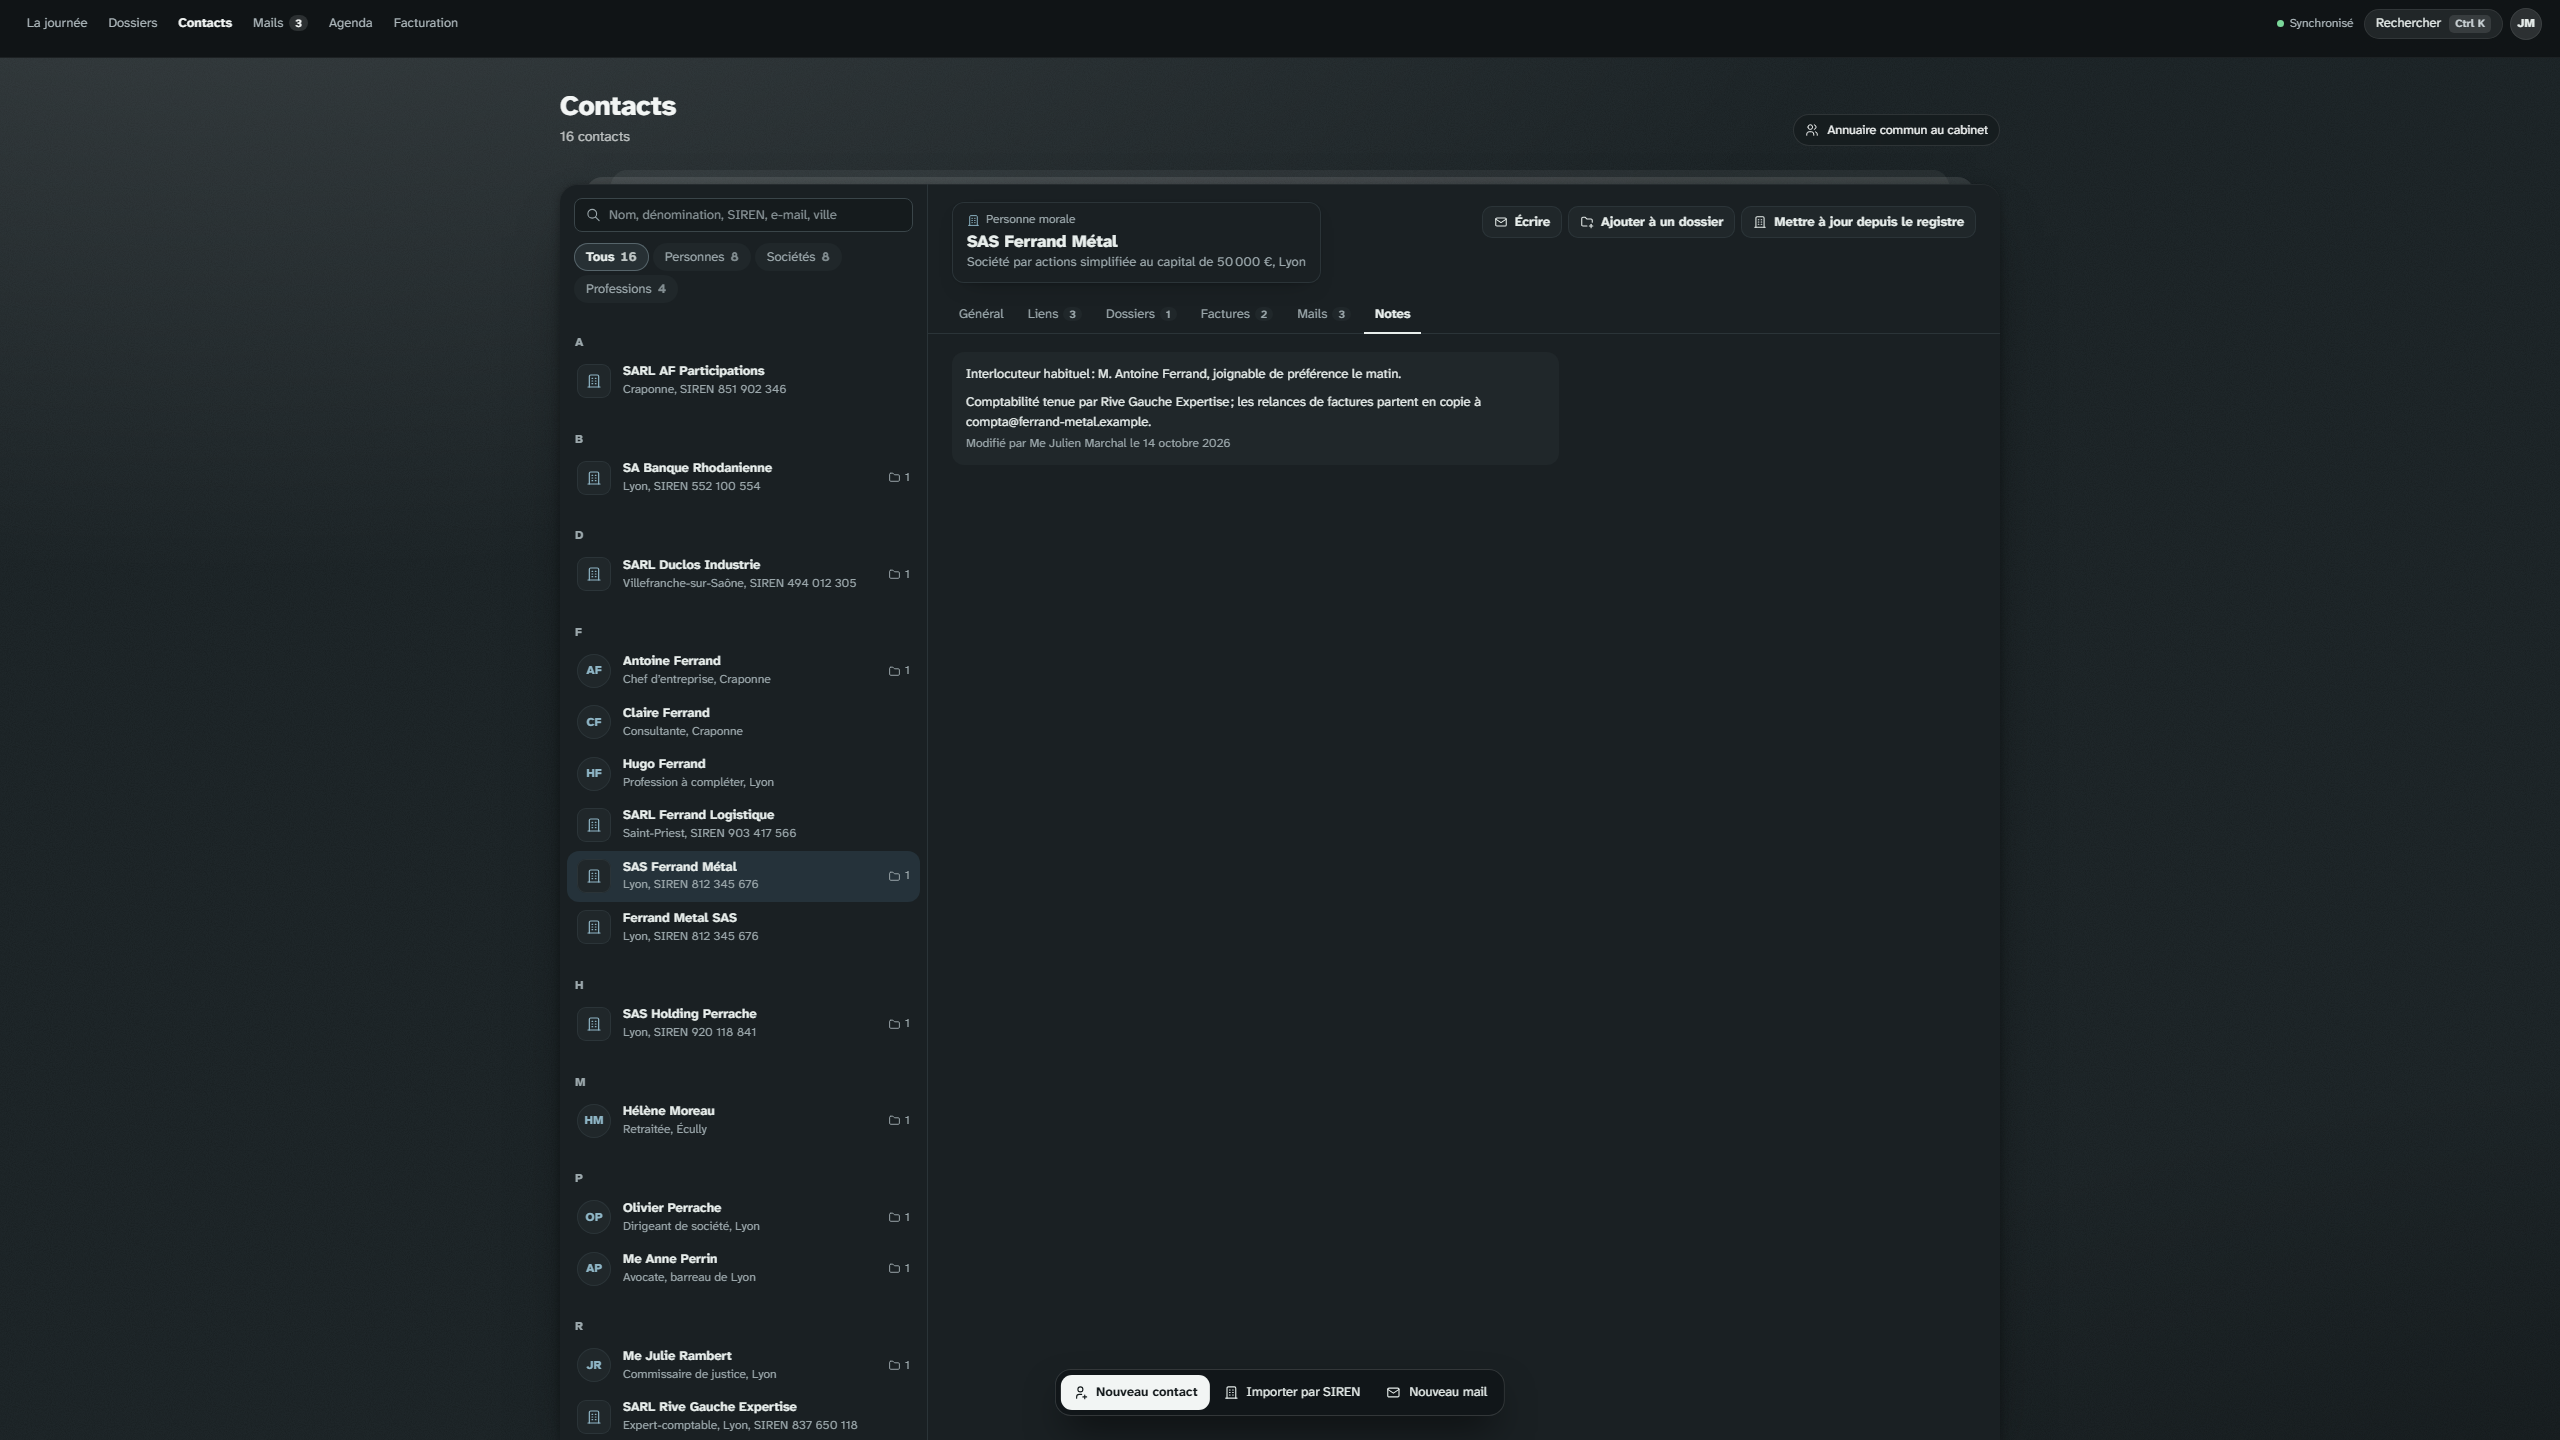 La journée
Dossiers
Contacts
Mails 3
Agenda
Facturation
Synchronisé
Rechercher Ctrl K
JM
Contacts
16 contacts
Annuaire commun au cabinet
Nom, dénomination, SIREN, e-mail, ville
Tous 16
Personnes 8
Sociétés 8
Professions 4
A
SARL AF Participations
Craponne, SIREN 851 902 346
B
SA Banque Rhodanienne
Lyon, SIREN 552 100 554
1
D
SARL Duclos Industrie
Villefranche-sur-Saône, SIREN 494 012 305
1
F
AF
Antoine Ferrand
Chef d'entreprise, Craponne
1
CF
Claire Ferrand
Consultante, Craponne
HF
Hugo Ferrand
Profession à compléter, Lyon
SARL Ferrand Logistique
Saint-Priest, SIREN 903 417 566
SAS Ferrand Métal
Lyon, SIREN 812 345 676
1
Ferrand Metal SAS
Lyon, SIREN 812 345 676
H
SAS Holding Perrache
Lyon, SIREN 920 118 841
1
M
HM
Hélène Moreau
Retraitée, Écully
1
P
OP
Olivier Perrache
Dirigeant de société, Lyon
1
AP
Me Anne Perrin
Avocate, barreau de Lyon
1
R
JR
Me Julie Rambert
Commissaire de justice, Lyon
1
SARL Rive Gauche Expertise
Expert-comptable, Lyon, SIREN 837 650 118
Personne morale
SAS Ferrand Métal
Société par actions simplifiée au capital de 50 000 €, Lyon
Écrire
Ajouter à un dossier
Mettre à jour depuis le registre
Général
Liens 3
Dossiers 1
Factures 2
Mails 3
Notes
Interlocuteur habituel : M. Antoine Ferrand, joignable de préférence le matin.
Comptabilité tenue par Rive Gauche Expertise ; les relances de factures partent en copie à
compta@ferrand-metal.example.
Modifié par Me Julien Marchal le 14 octobre 2026
Nouveau contact
Importer par SIREN
Nouveau mail